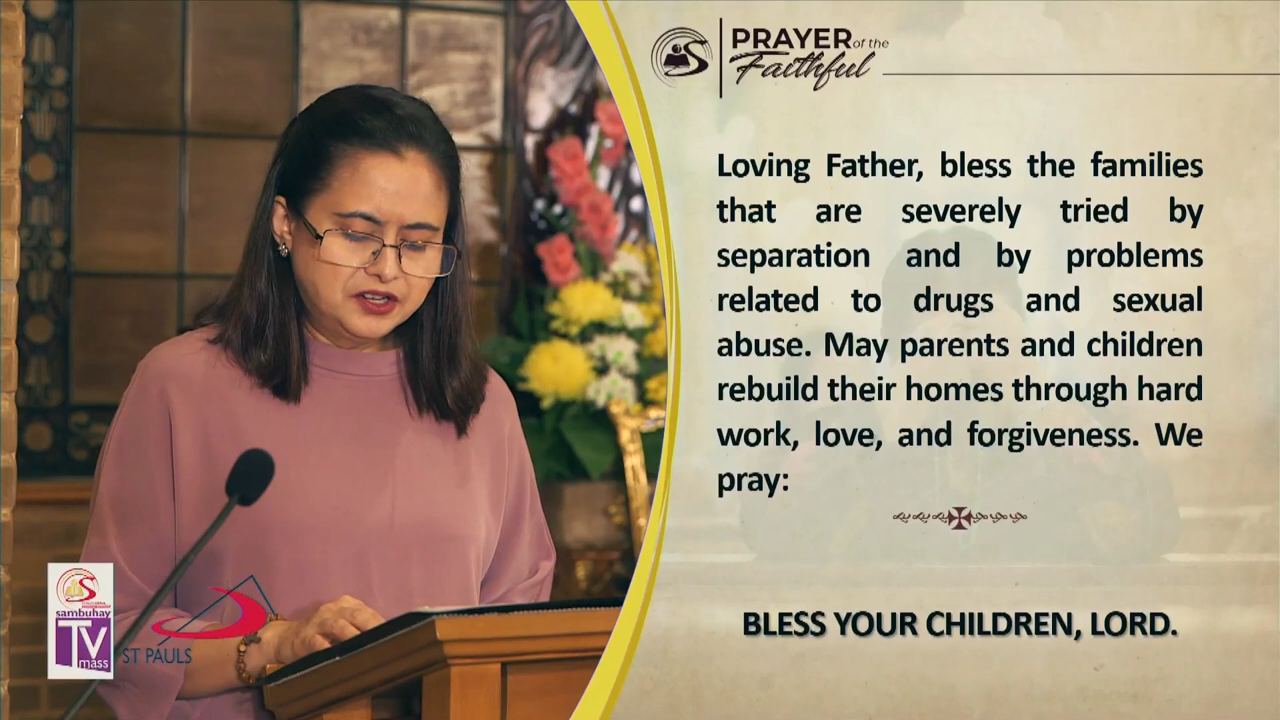 PRAYER of the
Faithful
Loving Father, bless the families
that are severely tried by
separation and by problems
related to drugs and sexual
abuse. May parents and children
rebuild their homes through hard
work, love, and forgiveness. We
pray:
BLESS YOUR CHILDREN, LORD.
sambuhay
TV
mass
ST PAULS